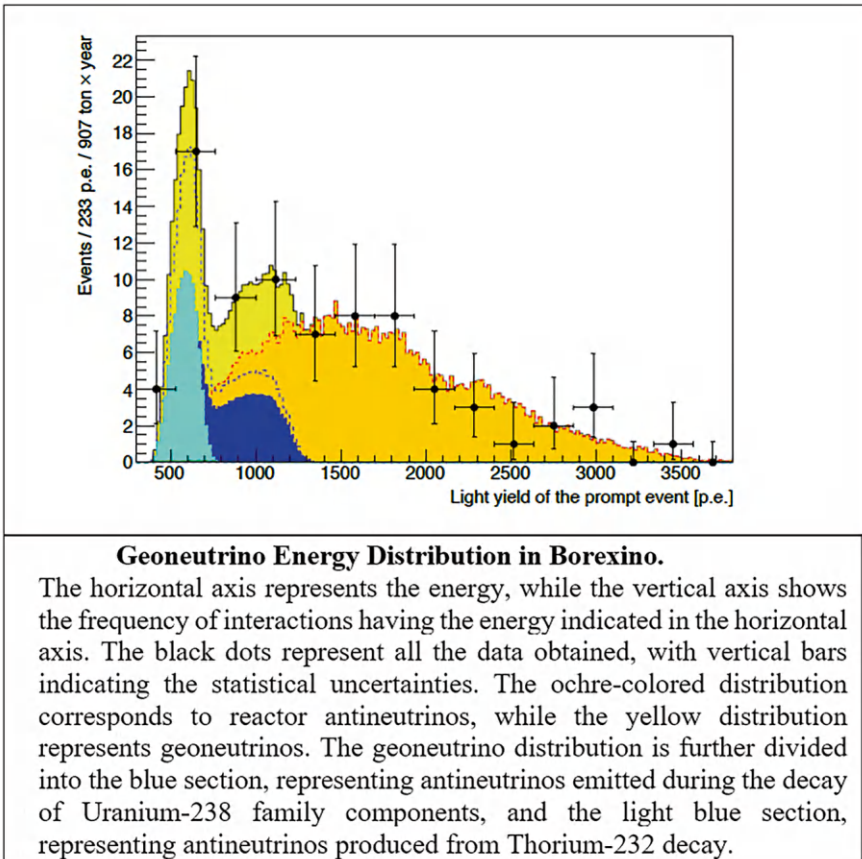 Events / 233 p.e. / 907 ton × year
22
20
18
16
14
12
10
8
6
4
2
0
500 1000 1500 2000 2500 3000 3500
Light yield of the prompt event [p.e.]
Geoneutrino Energy Distribution in Borexino.
The horizontal axis represents the energy, while the vertical axis shows
the frequency of interactions having the energy indicated in the horizontal
axis. The black dots represent all the data obtained, with vertical bars
indicating the statistical uncertainties. The ochre-colored distribution
corresponds to reactor antineutrinos, while the yellow distribution
represents geoneutrinos. The geoneutrino distribution is further divided
into the blue section, representing antineutrinos emitted during the decay
of Uranium-238 family components, and the light blue section,
representing antineutrinos produced from Thorium-232 decay.